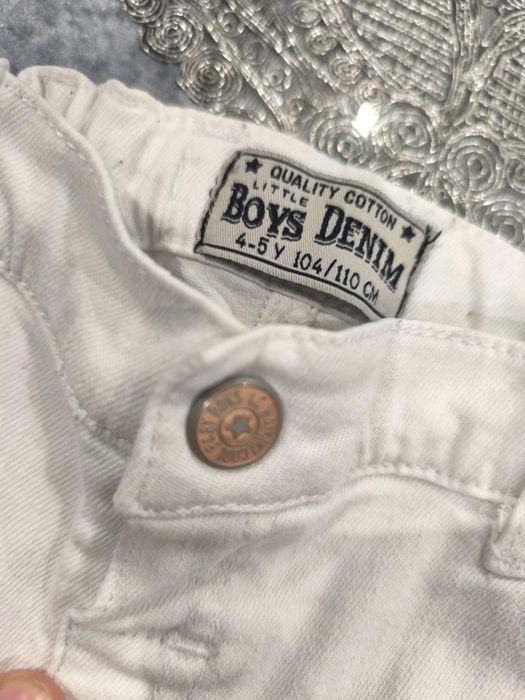 ★ QUALITY COTTON ★
LITTLE
BOYS DENIM
4-5 Y 104/110 CM